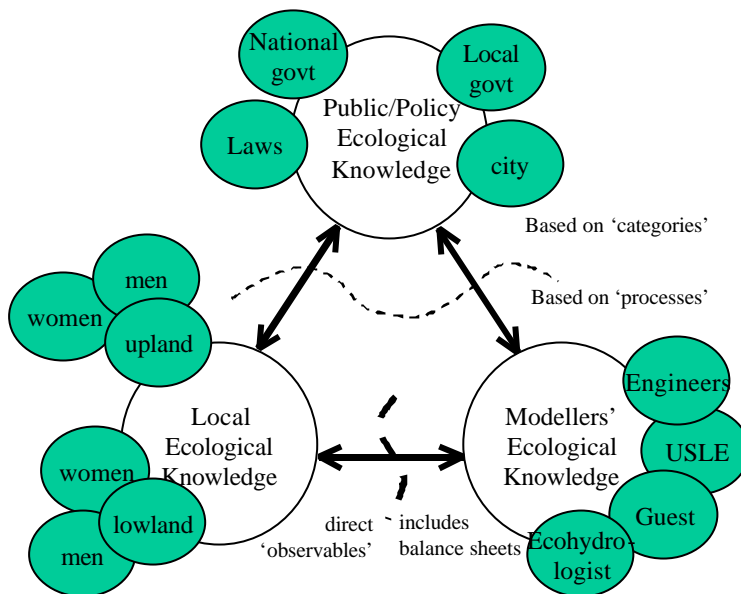 National
govt
Local
govt
Public/Policy
Ecological
Knowledge
Laws
city
Based on ‘categories’
Based on ‘processes’
men
women
upland
Local
Ecological
Knowledge
women
lowland
men
Modellers’
Ecological
Knowledge
Engineers
USLE
Guest
Ecohydro-
logist
direct
‘observables’
includes
balance sheets